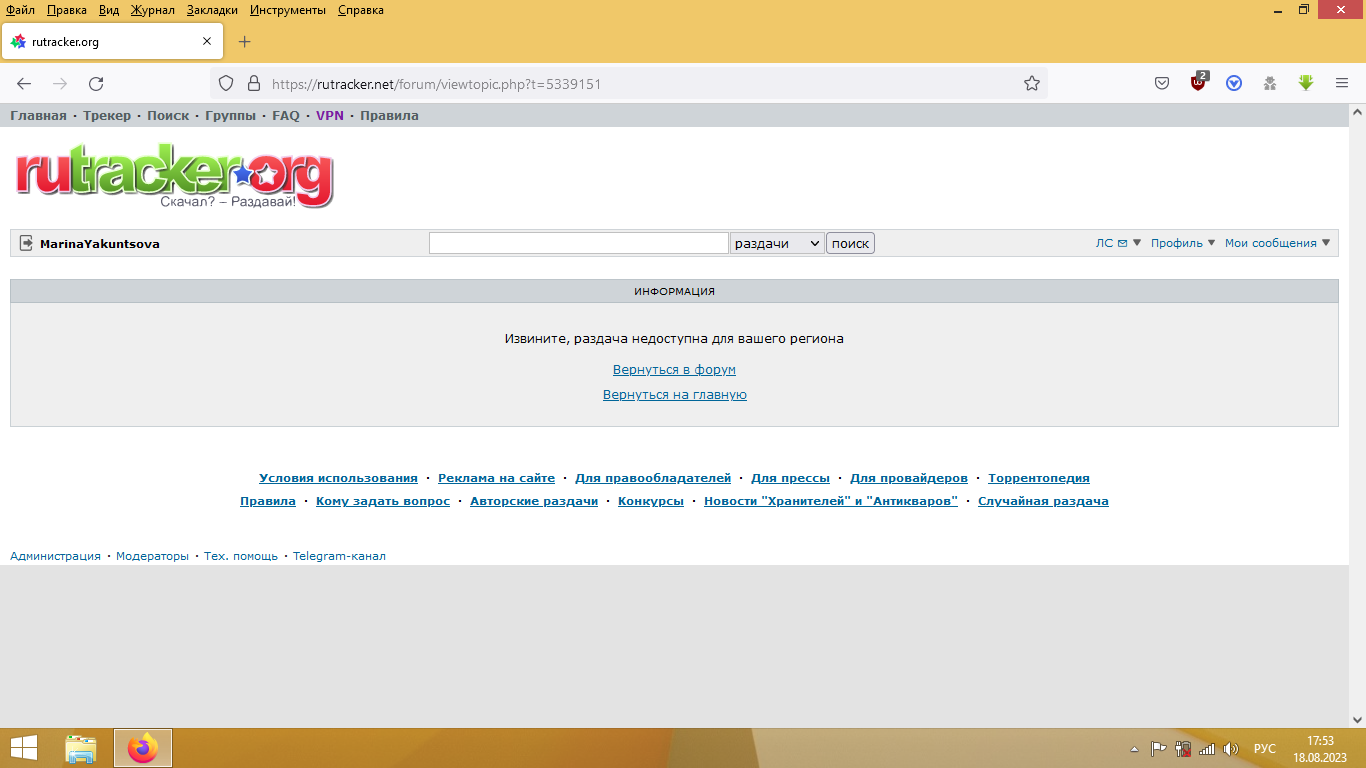 Файл Правка Вид Журнал Закладки Инструменты Справка
rutracker.org
https://rutracker.net/forum/viewtopic.php?t=5339151
2
Главная · Трекер · Поиск · Группы · FAQ · VPN · Правила
rutracker.org
Скачал? – Раздавай!
MarinaYakuntsova раздачи поиск ЛС Профиль Мои сообщения
ИНФОРМАЦИЯ
Извините, раздача недоступна для вашего региона
Вернуться в форум
Вернуться на главную
Условия использования · Реклама на сайте · Для правообладателей · Для прессы · Для провайдеров · Торрентопедия
Правила · Кому задать вопрос · Авторские раздачи · Конкурсы · Новости "Хранителей" и "Антикваров" · Случайная раздача
Администрация · Модераторы · Тех. помощь · Telegram-канал
РУС
17:53
18.08.2023